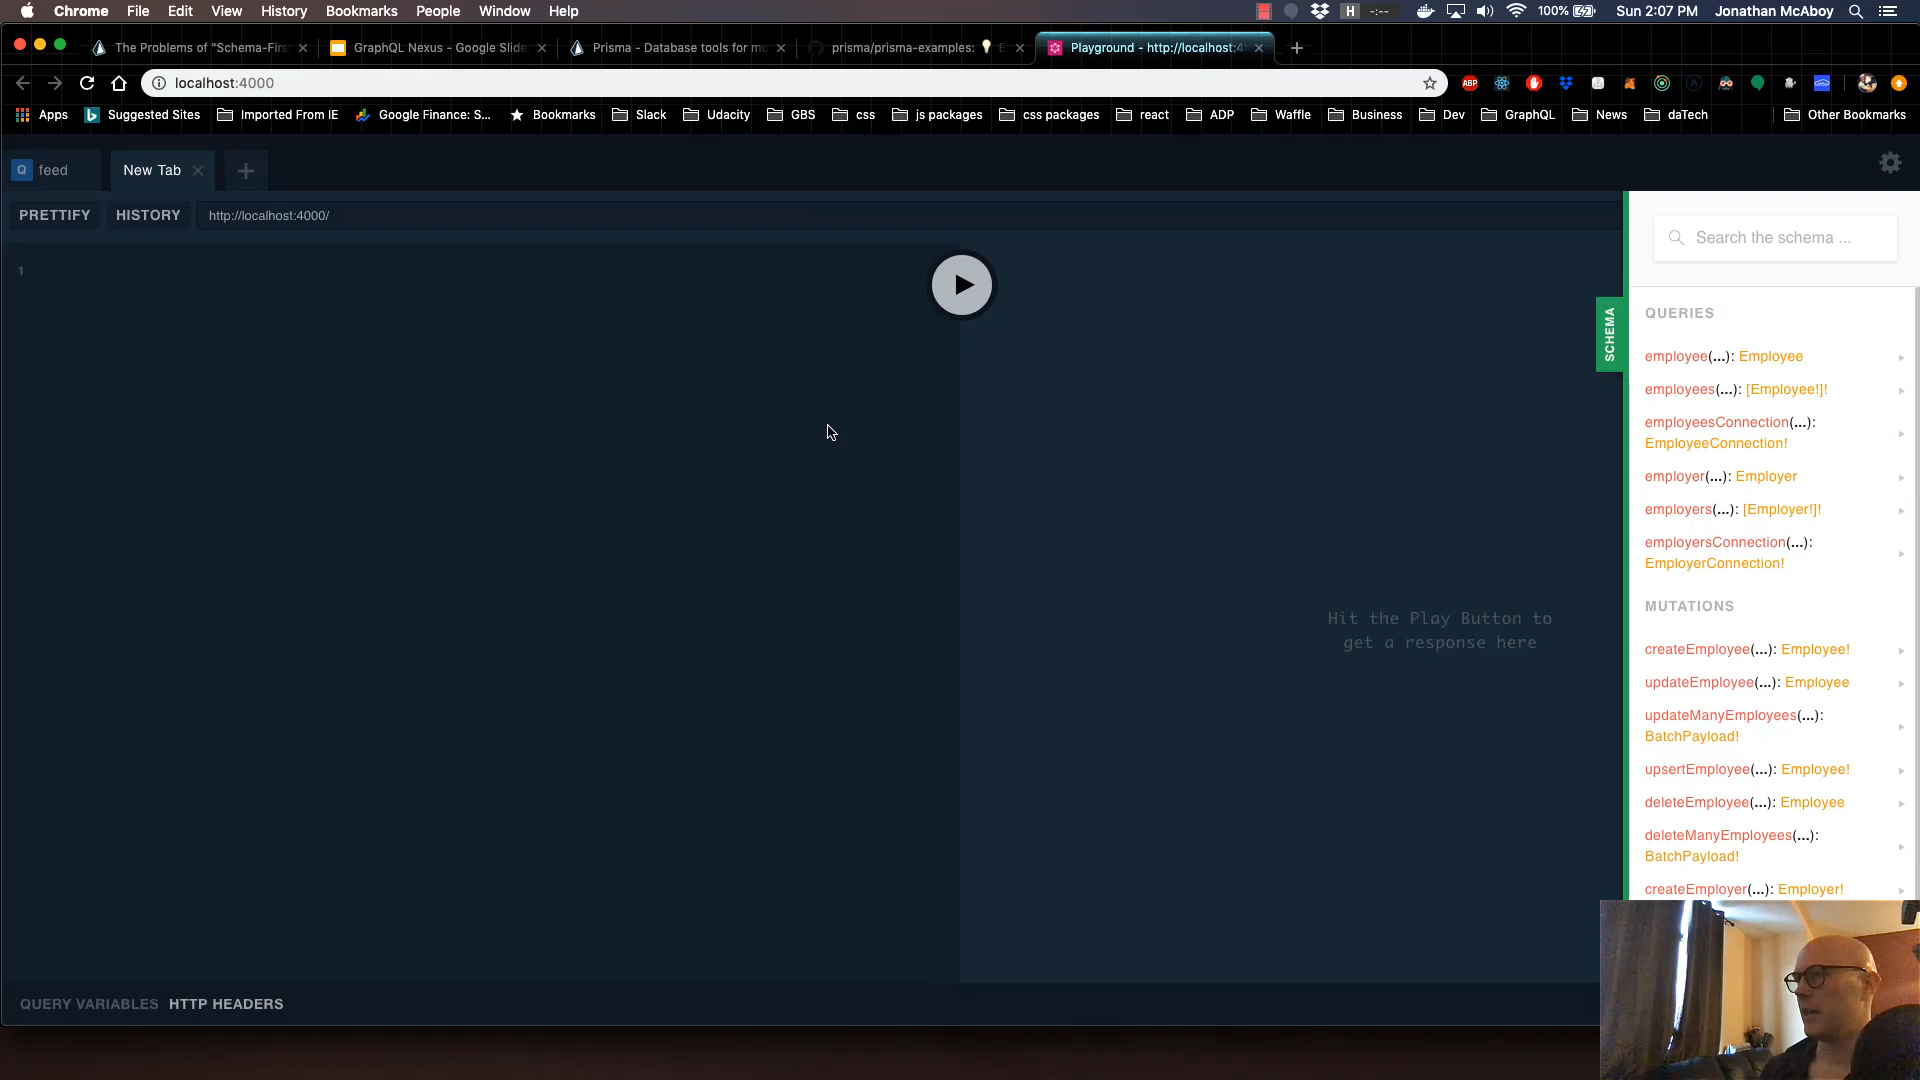 Chrome File Edit View History Bookmarks People Window Help
H -:-- 100% Sun 2:07 PM Jonathan McAboy
The Problems of "Schema-Firs
GraphQL Nexus - Google Slide
Prisma - Database tools for mo
prisma/prisma-examples: E
Playground - http://localhost:4
localhost:4000
ABP
Apps Suggested Sites Imported From IE Google Finance: S... Bookmarks Slack Udacity GBS css js packages css packages react ADP Waffle Business Dev GraphQL News daTech Other Bookmarks
Q feed New Tab
PRETTIFY HISTORY http://localhost:4000/
1
Hit the Play Button to
get a response here
SCHEMA
Search the schema ...
QUERIES
employee(...): Employee
employees(...): [Employee!]!
employeesConnection(...):
EmployeeConnection!
employer(...): Employer
employers(...): [Employer!]!
employersConnection(...):
EmployerConnection!
MUTATIONS
createEmployee(...): Employee!
updateEmployee(...): Employee
updateManyEmployees(...):
BatchPayload!
upsertEmployee(...): Employee!
deleteEmployee(...): Employee
deleteManyEmployees(...):
BatchPayload!
createEmployer(...): Employer!
QUERY VARIABLES HTTP HEADERS